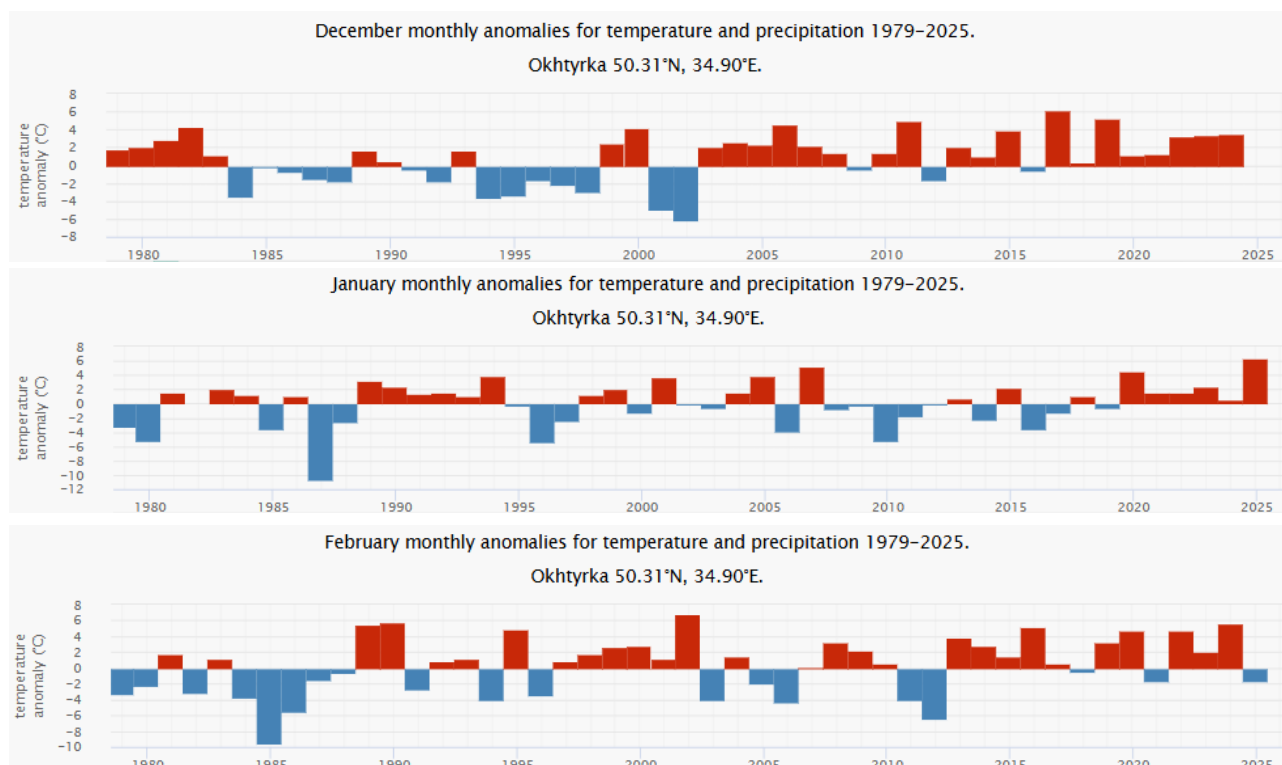 December monthly anomalies for temperature and precipitation 1979-2025.
Okhtyrka 50.31°N, 34.90°E.
temperature
anomaly (°C)
8
6
4
2
0
-2
-4
-6
-8
1980 1985 1990 1995 2000 2005 2010 2015 2020 2025
January monthly anomalies for temperature and precipitation 1979-2025.
Okhtyrka 50.31°N, 34.90°E.
temperature
anomaly (°C)
8
6
4
2
0
-2
-4
-6
-8
-10
-12
1980 1985 1990 1995 2000 2005 2010 2015 2020 2025
February monthly anomalies for temperature and precipitation 1979-2025.
Okhtyrka 50.31°N, 34.90°E.
temperature
anomaly (°C)
8
6
4
2
0
-2
-4
-6
-8
-10
1980 1985 1990 1995 2000 2005 2010 2015 2020 2025